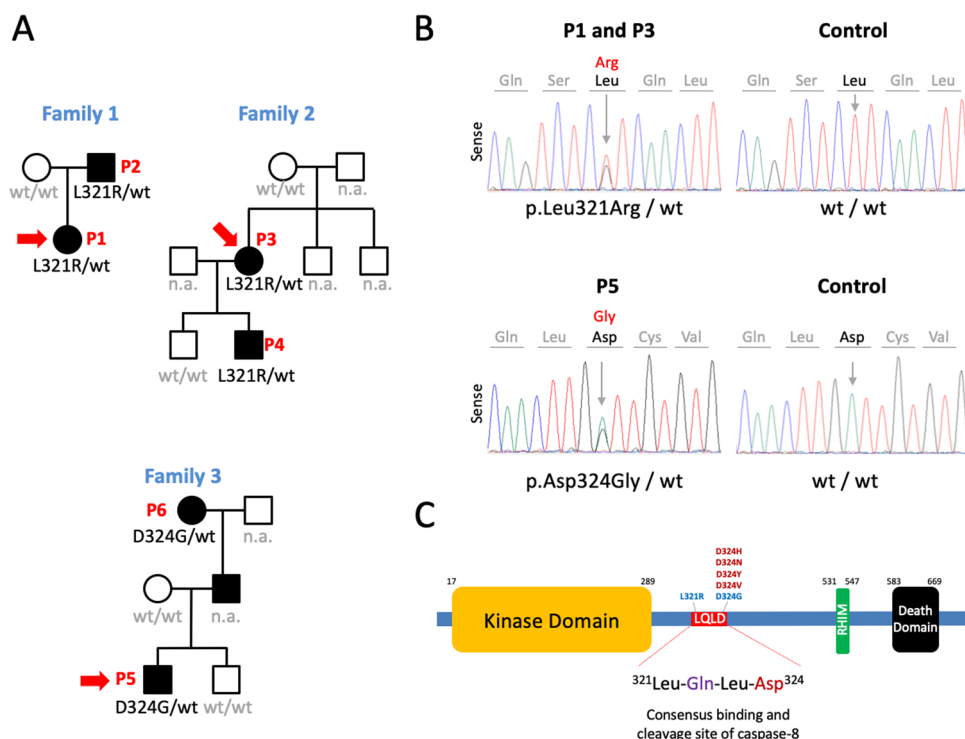 A
Family 1
Family 2
wt/wt
P2
L321R/wt
P1
L321R/wt
wt/wt
n.a.
P3
n.a.
L321R/wt
n.a.
n.a.
wt/wt
P4
L321R/wt
Family 3
P6
D324G/wt
n.a.
wt/wt
n.a.
P5
D324G/wt
wt/wt
B
P1 and P3
Control
Arg
Gln Ser Leu Gln Leu
Gln Ser Leu Gln Leu
Sense
p.Leu321Arg / wt
wt / wt
P5
Control
Gly
Gln Leu Asp Cys Val
Gln Leu Asp Cys Val
Sense
p.Asp324Gly / wt
wt / wt
C
D324H
D324N
D324Y
D324V
L321R D324G
17 289 531 547 583 669
Kinase Domain
LQLD
RHIM
Death
Domain
321Leu-Gln-Leu-Asp324
Consensus binding and
cleavage site of caspase-8